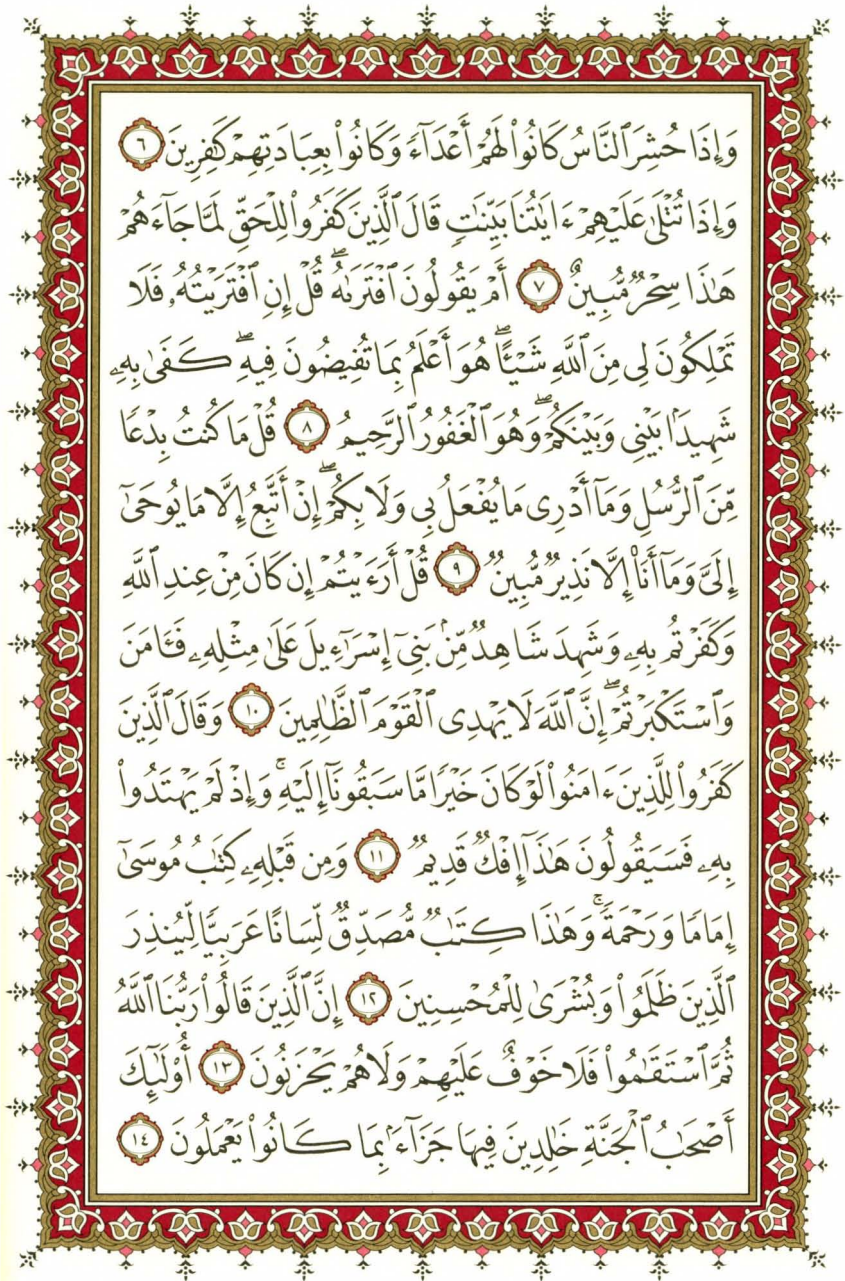 وَإِذَا حُشِرَ ٱلنَّاسُ كَانُوا۟ لَهُمْ أَعْدَآءً وَكَانُوا۟ بِعِبَادَتِهِمْ كَٰفِرِينَ ٦
وَإِذَا تُتْلَىٰ عَلَيْهِمْ ءَايَٰتُنَا بَيِّنَٰتٍ قَالَ ٱلَّذِينَ كَفَرُوا۟ لِلْحَقِّ لَمَّا جَآءَهُمْ
هَٰذَا سِحْرٌ مُّبِينٌ ٧ أَمْ يَقُولُونَ ٱفْتَرَىٰهُ ۖ قُلْ إِنِ ٱفْتَرَيْتُهُۥ فَلَا
تَمْلِكُونَ لِى مِنَ ٱللَّهِ شَيْـًٔا ۖ هُوَ أَعْلَمُ بِمَا تُفِيضُونَ فِيهِ ۖ كَفَىٰ بِهِۦ
شَهِيدًۢا بَيْنِى وَبَيْنَكُمْ ۖ وَهُوَ ٱلْغَفُورُ ٱلرَّحِيمُ ٨ قُلْ مَا كُنتُ بِدْعًا
مِّنَ ٱلرُّسُلِ وَمَآ أَدْرِى مَا يُفْعَلُ بِى وَلَا بِكُمْ ۖ إِنْ أَتَّبِعُ إِلَّا مَا يُوحَىٰٓ
إِلَىَّ وَمَآ أَنَا۠ إِلَّا نَذِيرٌ مُّبِينٌ ٩ قُلْ أَرَءَيْتُمْ إِن كَانَ مِنْ عِندِ ٱللَّهِ
وَكَفَرْتُم بِهِۦ وَشَهِدَ شَاهِدٌ مِّنۢ بَنِىٓ إِسْرَٰٓءِيلَ عَلَىٰ مِثْلِهِۦ فَـَٔامَنَ
وَٱسْتَكْبَرْتُمْ ۖ إِنَّ ٱللَّهَ لَا يَهْدِى ٱلْقَوْمَ ٱلظَّٰلِمِينَ ١٠ وَقَالَ ٱلَّذِينَ
كَفَرُوا۟ لِلَّذِينَ ءَامَنُوا۟ لَوْ كَانَ خَيْرًا مَّا سَبَقُونَآ إِلَيْهِ ۚ وَإِذْ لَمْ يَهْتَدُوا۟
بِهِۦ فَسَيَقُولُونَ هَٰذَآ إِفْكٌ قَدِيمٌ ١١ وَمِن قَبْلِهِۦ كِتَٰبُ مُوسَىٰٓ
إِمَامًا وَرَحْمَةً ۚ وَهَٰذَا كِتَٰبٌ مُّصَدِّقٌ لِّسَانًا عَرَبِيًّا لِّيُنذِرَ
ٱلَّذِينَ ظَلَمُوا۟ وَبُشْرَىٰ لِلْمُحْسِنِينَ ١٢ إِنَّ ٱلَّذِينَ قَالُوا۟ رَبُّنَا ٱللَّهُ
ثُمَّ ٱسْتَقَٰمُوا۟ فَلَا خَوْفٌ عَلَيْهِمْ وَلَا هُمْ يَحْزَنُونَ ١٣ أُو۟لَٰٓئِكَ
أَصْحَٰبُ ٱلْجَنَّةِ خَٰلِدِينَ فِيهَا جَزَآءًۢ بِمَا كَانُوا۟ يَعْمَلُونَ ١٤